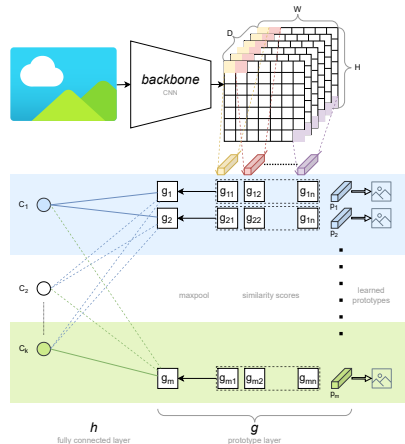 W
D
H
backbone
CNN
C₁
g₁
g₁₁
g₁₂
g₁ₙ
p₁
g₂
g₂₁
g₂₂
g₁ₙ
p₂
C₂
maxpool
similarity scores
learned
prototypes
Cₖ
gₘ
gₘ₁
gₘ₂
gₘₙ
pₘ
h
fully connected layer
g
prototype layer